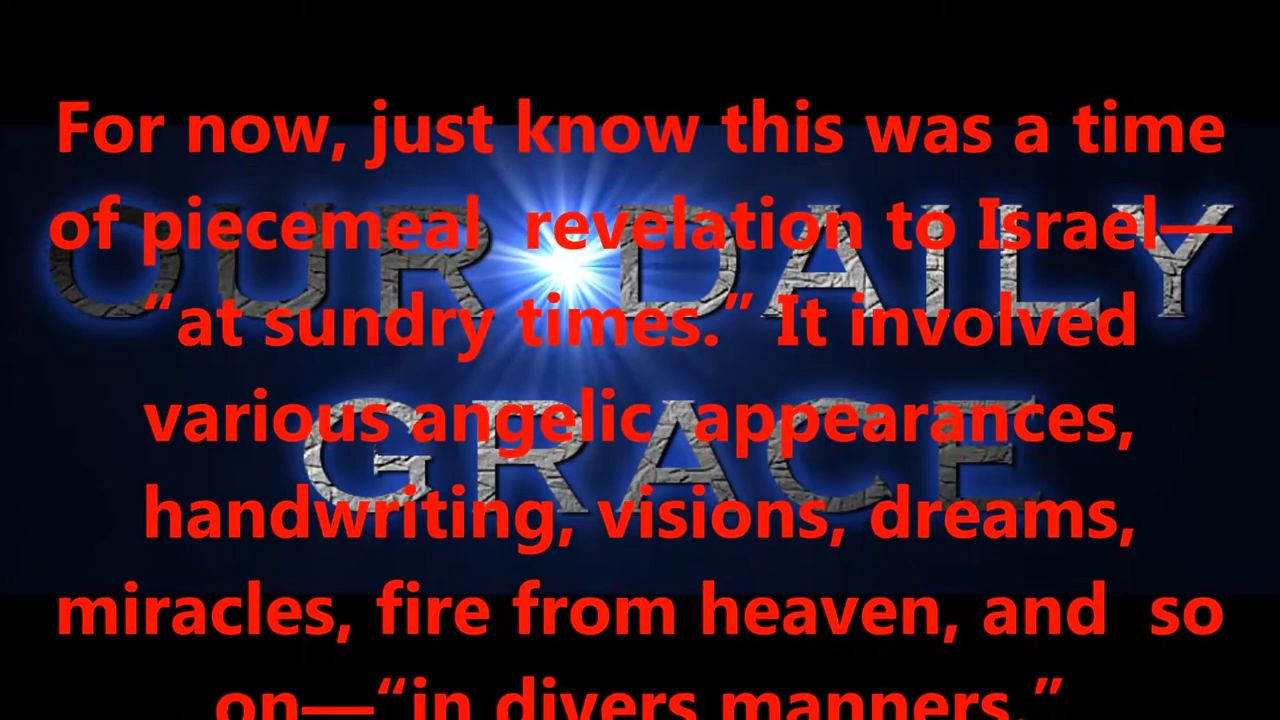 For now, just know this was a time
of piecemeal  revelation to Israel—
“at sundry times.” It involved
various angelic  appearances,
handwriting, visions, dreams,
miracles, fire from heaven, and  so
on—“in divers manners.”
OUR DAILY
GRACE